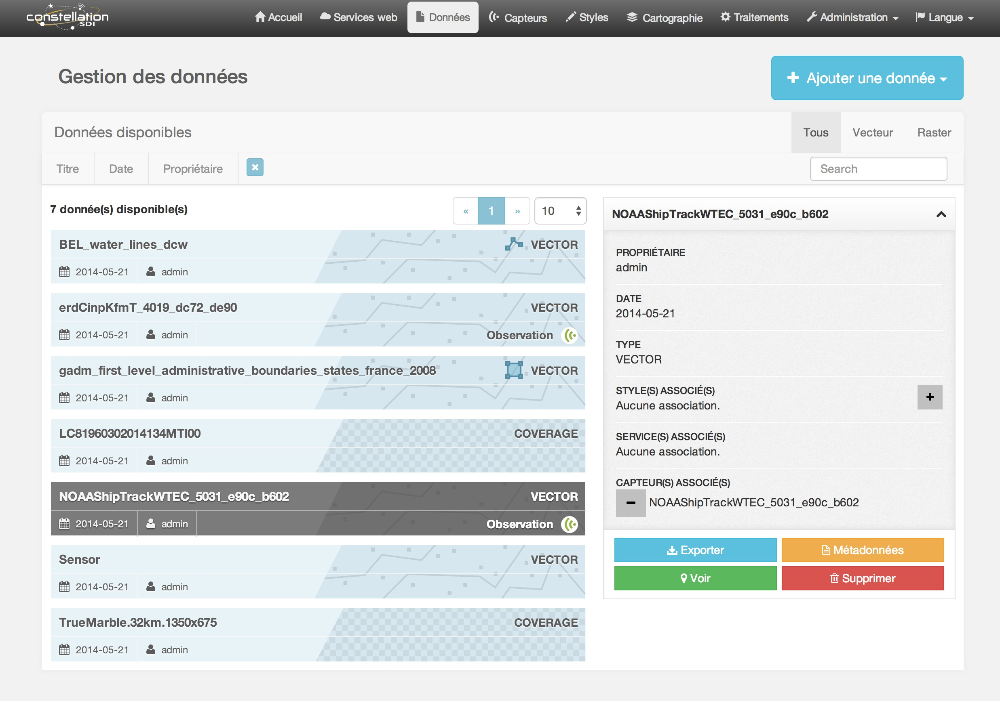 constellation
SDI
Accueil Services web Données Capteurs Styles Cartographie Traitements Administration Langue
Gestion des données
Ajouter une donnée
Données disponibles
Tous Vecteur Raster
Titre Date Propriétaire
Search
7 donnée(s) disponible(s)
« 1 » 10
BEL_water_lines_dcw VECTOR
2014-05-21 admin
erdCinpKfmT_4019_dc72_de90 VECTOR
2014-05-21 admin Observation
gadm_first_level_administrative_boundaries_states_france_2008 VECTOR
2014-05-21 admin
LC81960302014134MTI00 COVERAGE
2014-05-21 admin
NOAAShipTrackWTEC_5031_e90c_b602 VECTOR
2014-05-21 admin Observation
Sensor VECTOR
2014-05-21 admin
TrueMarble.32km.1350x675 COVERAGE
2014-05-21 admin
NOAAShipTrackWTEC_5031_e90c_b602
PROPRIÉTAIRE
admin
DATE
2014-05-21
TYPE
VECTOR
STYLE(S) ASSOCIÉ(S)
Aucune association.
SERVICE(S) ASSOCIÉ(S)
Aucune association.
CAPTEUR(S) ASSOCIÉ(S)
NOAAShipTrackWTEC_5031_e90c_b602
Exporter Métadonnées
Voir Supprimer